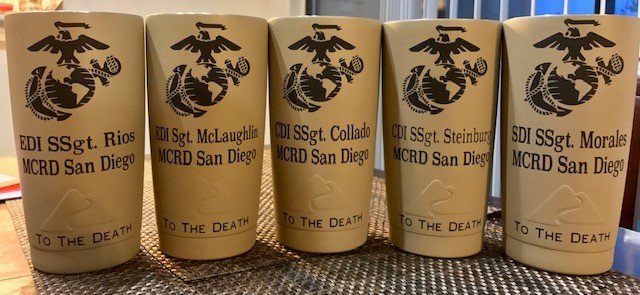 EDI SSgt. Rios
MCRD San Diego
TO THE DEATH
EDI Sgt. McLaughlin
MCRD San Diego
TO THE DEATH
CDI SSgt. Collado
MCRD San Diego
TO THE DEATH
CDI SSgt. Steinburg
MCRD San Diego
TO THE DEATH
SDI SSgt. Morales
MCRD San Diego
TO THE DEATH